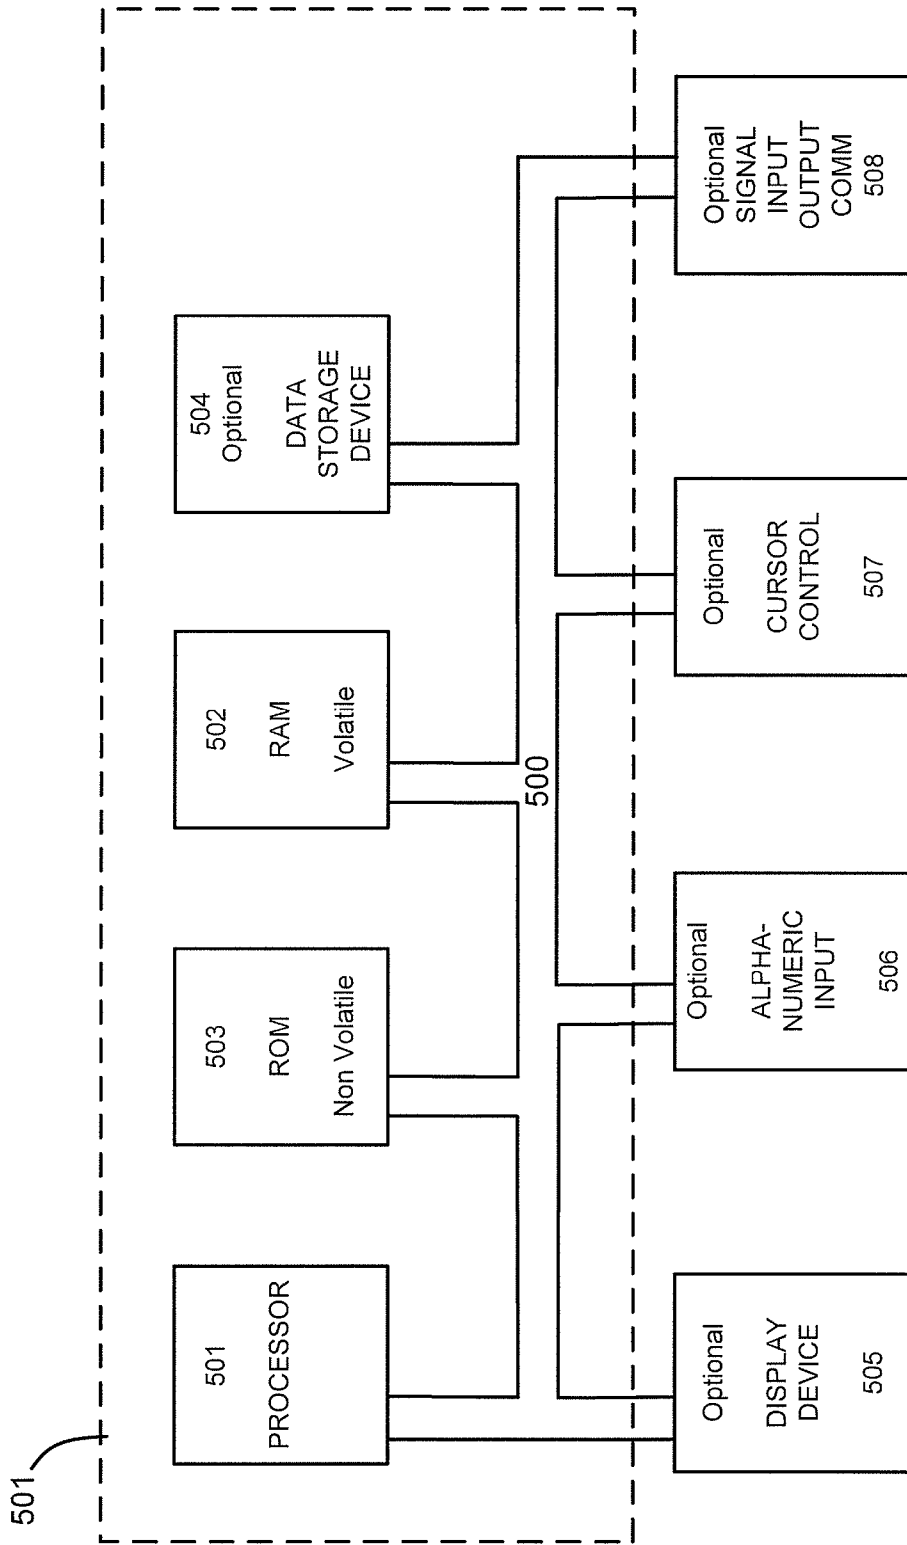 501
501
PROCESSOR
503
ROM
Non Volatile
502
RAM
Volatile
504
Optional
DATA
STORAGE
DEVICE
500
Optional
DISPLAY
DEVICE
505
Optional
ALPHA-
NUMERIC
INPUT
506
Optional
CURSOR
CONTROL
507
Optional
SIGNAL
INPUT
OUTPUT
COMM
508